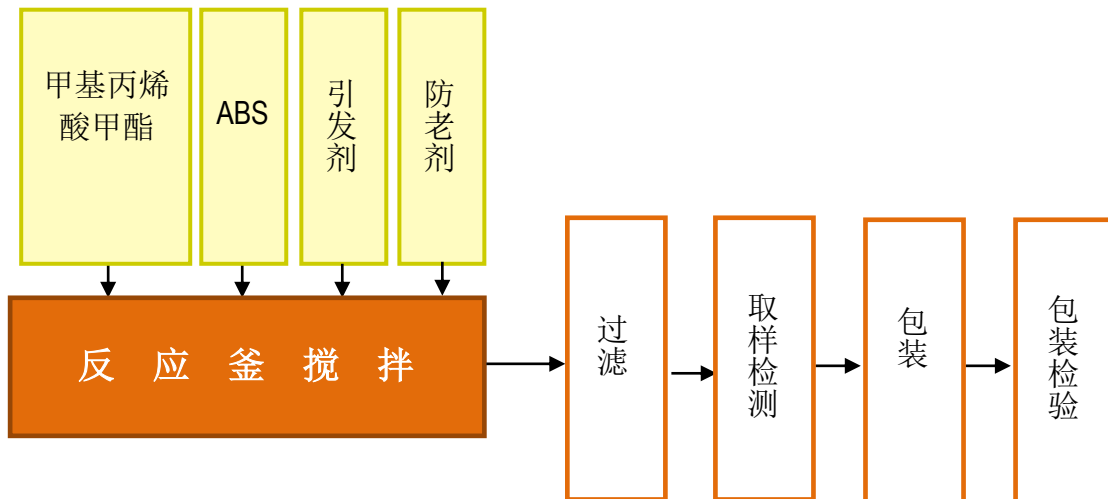 甲基丙烯
酸甲酯
ABS
引发剂
防老剂
反应釜搅拌
过滤
取样检测
包装
包装检验